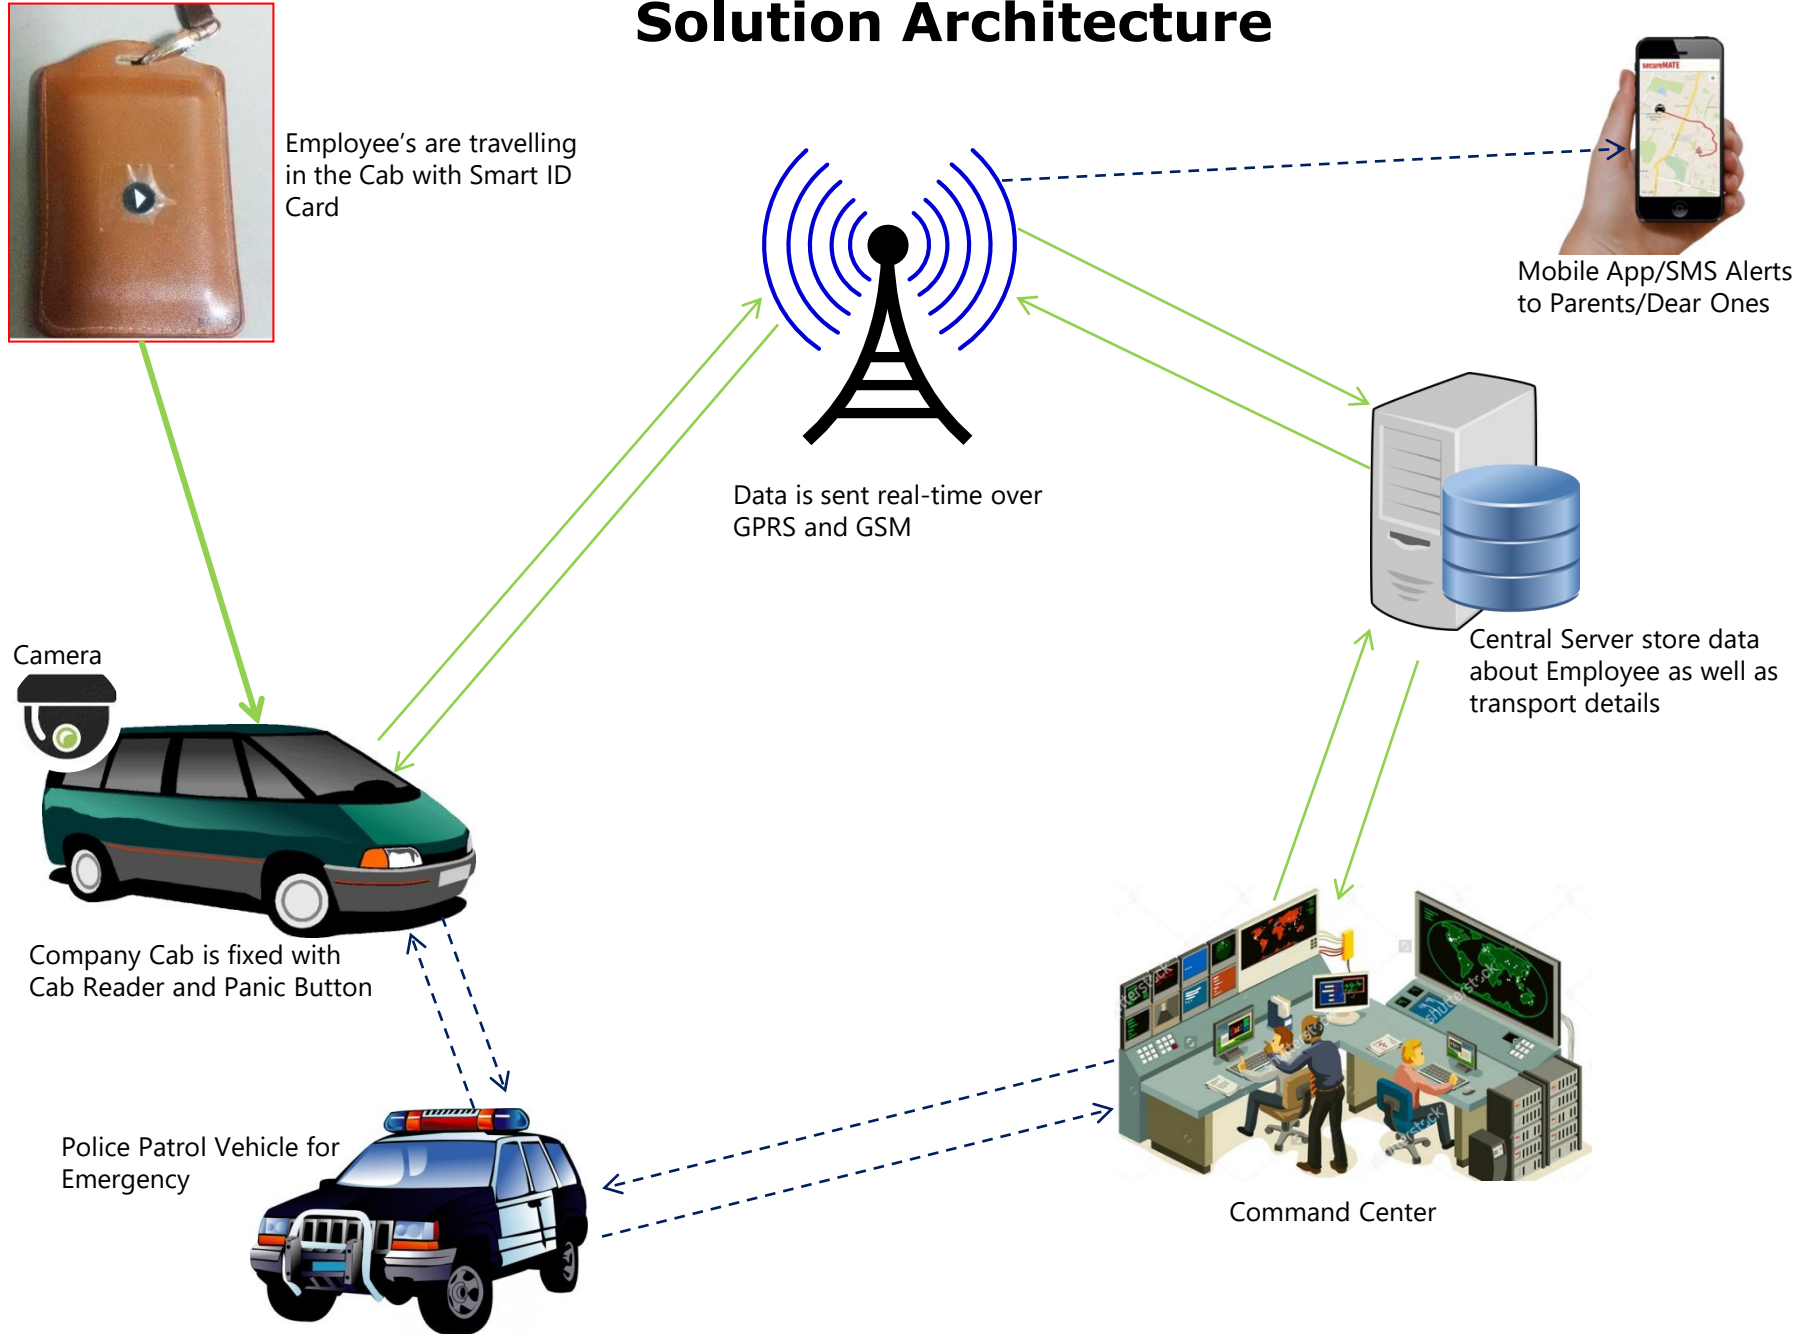 Solution Architecture
Employee's are travelling
in the Cab with Smart ID
Card
secureMATE
Mobile App/SMS Alerts
to Parents/Dear Ones
Data is sent real-time over
GPRS and GSM
Central Server store data
about Employee as well as
transport details
Camera
Company Cab is fixed with
Cab Reader and Panic Button
Police Patrol Vehicle for
Emergency
shutterstock
Command Center